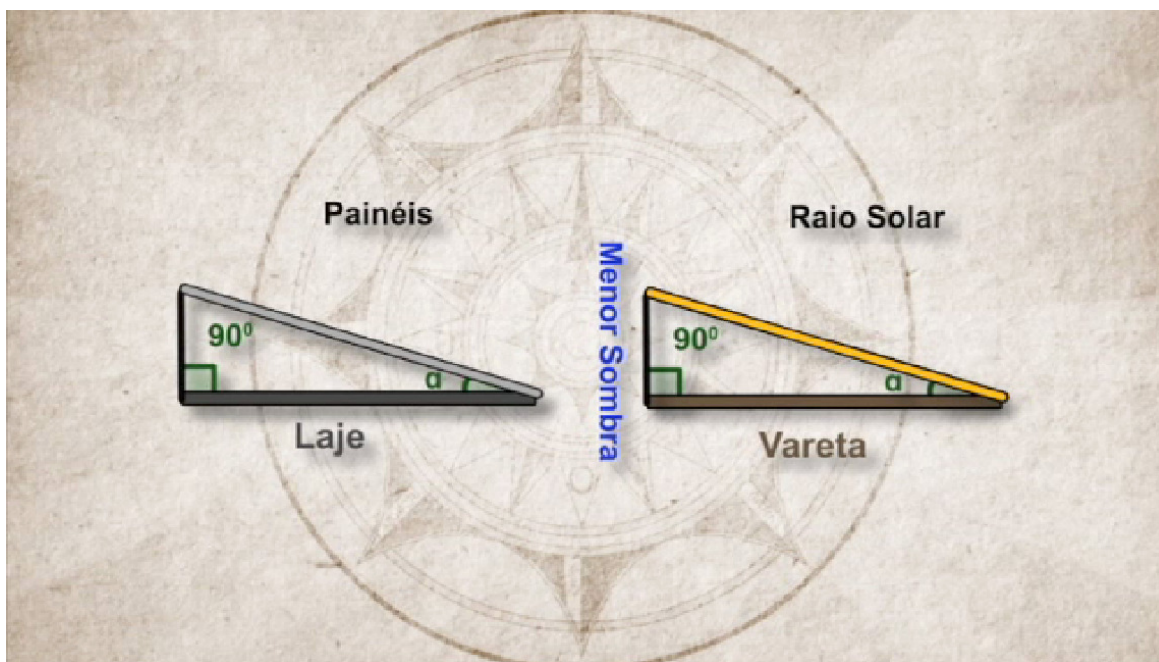 Painéis
90⁰
α
Laje
Menor Sombra
Raio Solar
90⁰
α
Vareta